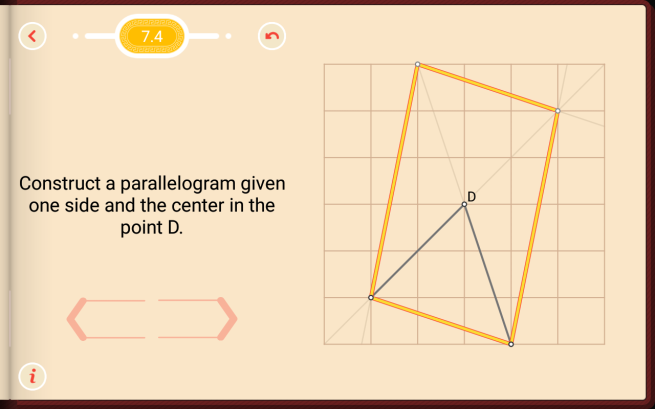 7.4
Construct a parallelogram given
one side and the center in the
point D.
D
i